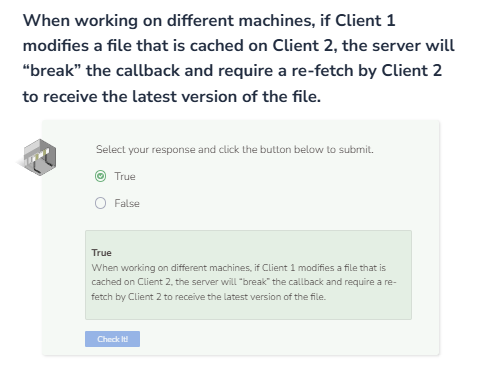 When working on different machines, if Client 1
modifies a file that is cached on Client 2, the server will
“break” the callback and require a re-fetch by Client 2
to receive the latest version of the file.
Select your response and click the button below to submit.
True
False
True
When working on different machines, if Client 1 modifies a file that is
cached on Client 2, the server will “break” the callback and require a re-
fetch by Client 2 to receive the latest version of the file.
Check It!